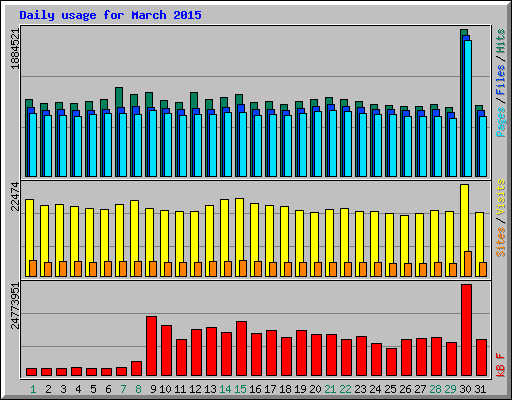 Daily usage for March 2015
1884521
Pages / Files / Hits
22474
Sites / Visits
24773951
kB F
1 2 3 4 5 6 7 8 9 10 11 12 13 14 15 16 17 18 19 20 21 22 23 24 25 26 27 28 29 30 31